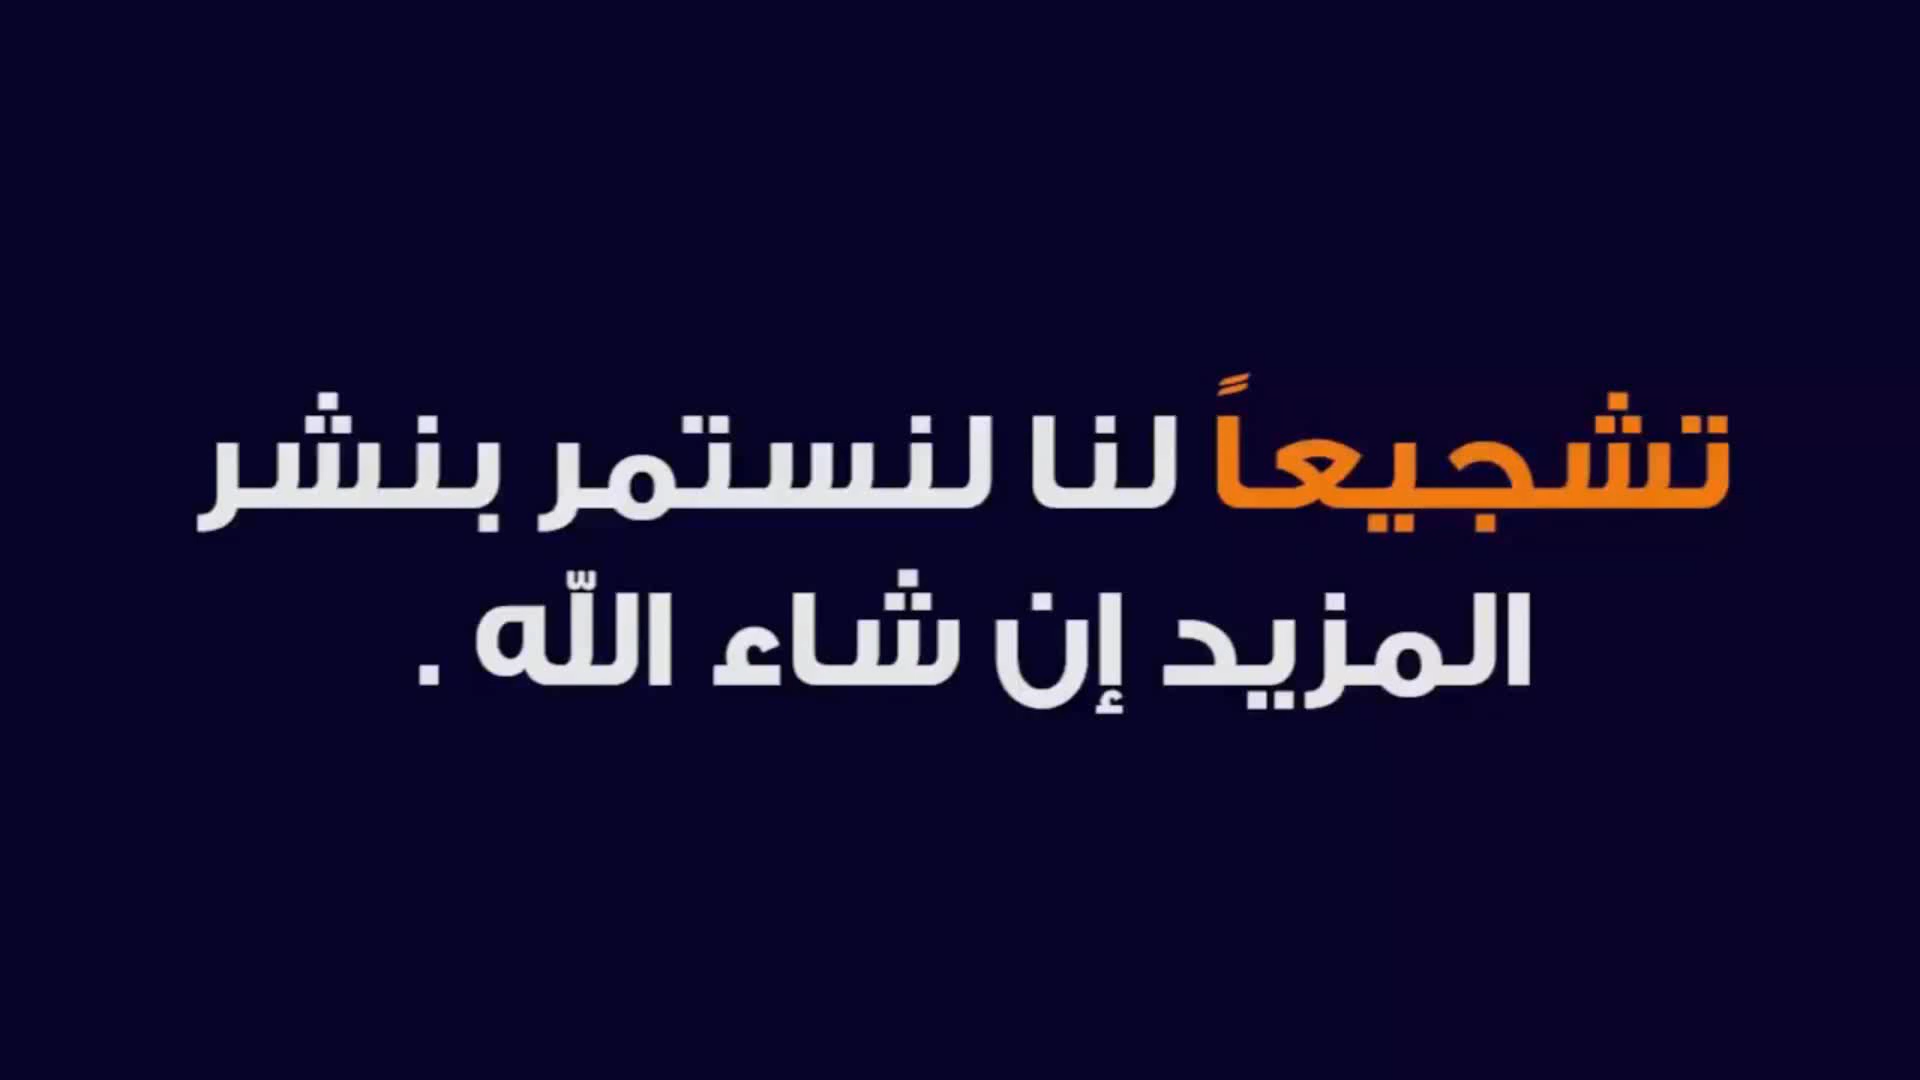 تشجيعاً لنا لنستمر بنشر
المزيد إن شاء اللّه .